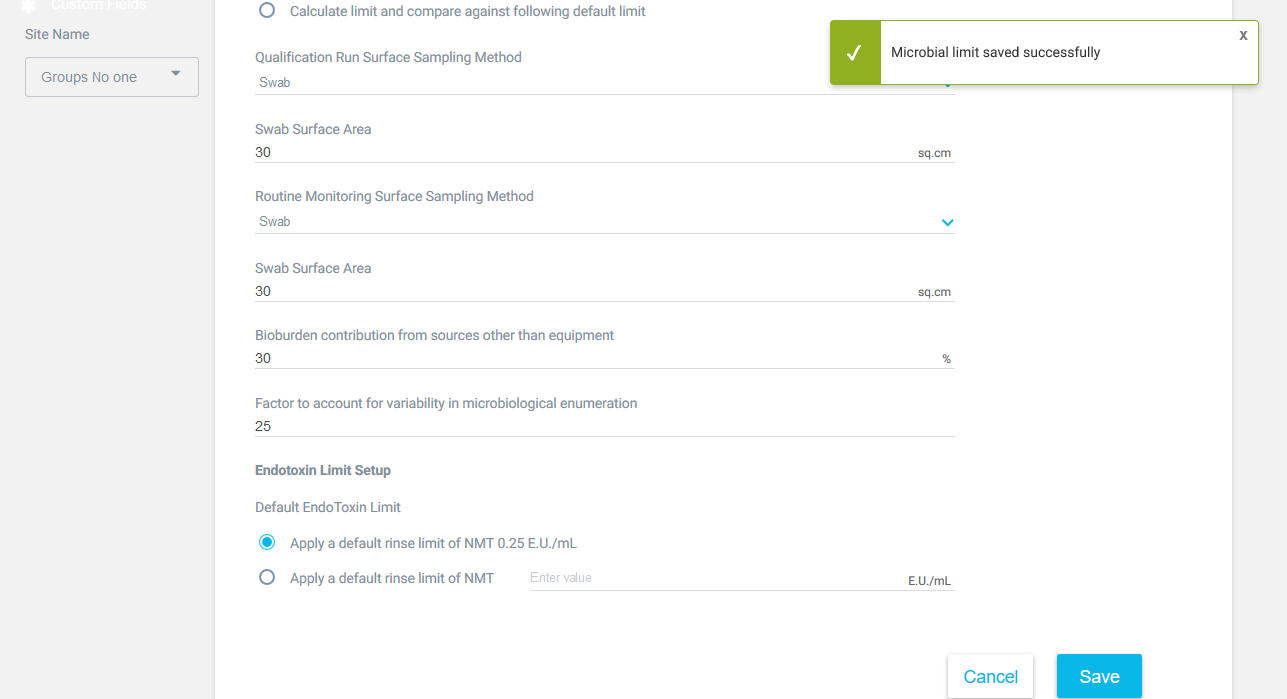 Custom Fields
Site Name
Groups No one
Calculate limit and compare against following default limit
Microbial limit saved successfully
x
Qualification Run Surface Sampling Method
Swab
Swab Surface Area
30 sq.cm
Routine Monitoring Surface Sampling Method
Swab
Swab Surface Area
30 sq.cm
Bioburden contribution from sources other than equipment
30 %
Factor to account for variability in microbiological enumeration
25
Endotoxin Limit Setup
Default EndoToxin Limit
Apply a default rinse limit of NMT 0.25 E.U./mL
Apply a default rinse limit of NMT Enter value E.U./mL
Cancel Save